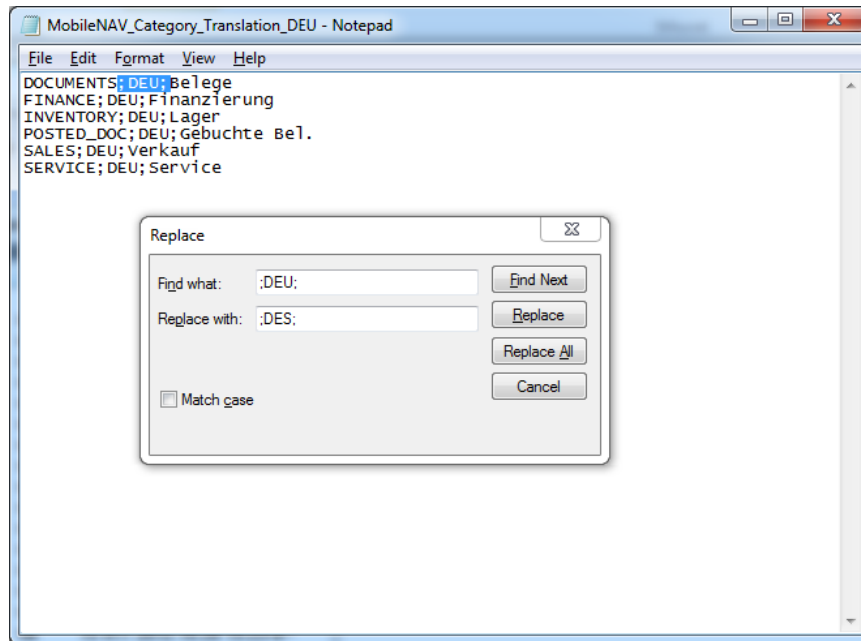 MobileNAV_Category_Translation_DEU - Notepad
File Edit Format View Help
DOCUMENTS;DEU;Belege
FINANCE;DEU;Finanzierung
INVENTORY;DEU;Lager
POSTED_DOC;DEU;Gebuchte Bel.
SALES;DEU;Verkauf
SERVICE;DEU;Service
Replace
Find what: ;DEU; Find Next
Replace with: ;DES; Replace
Replace All
Cancel
Match case